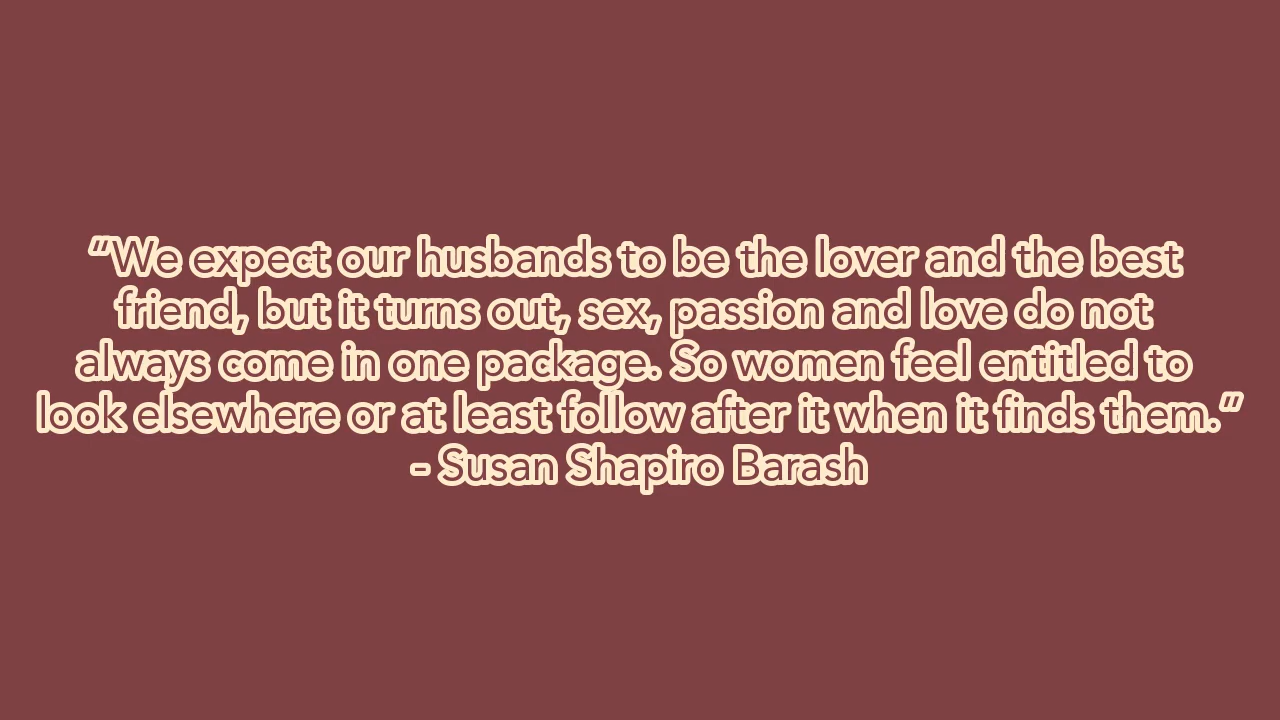 ”We expect our husbands to be the lover and the best
friend, but it turns out, sex, passion and love do not
always come in one package. So women feel entitled to
look elsewhere or at least follow after it when it finds them.”
- Susan Shapiro Barash